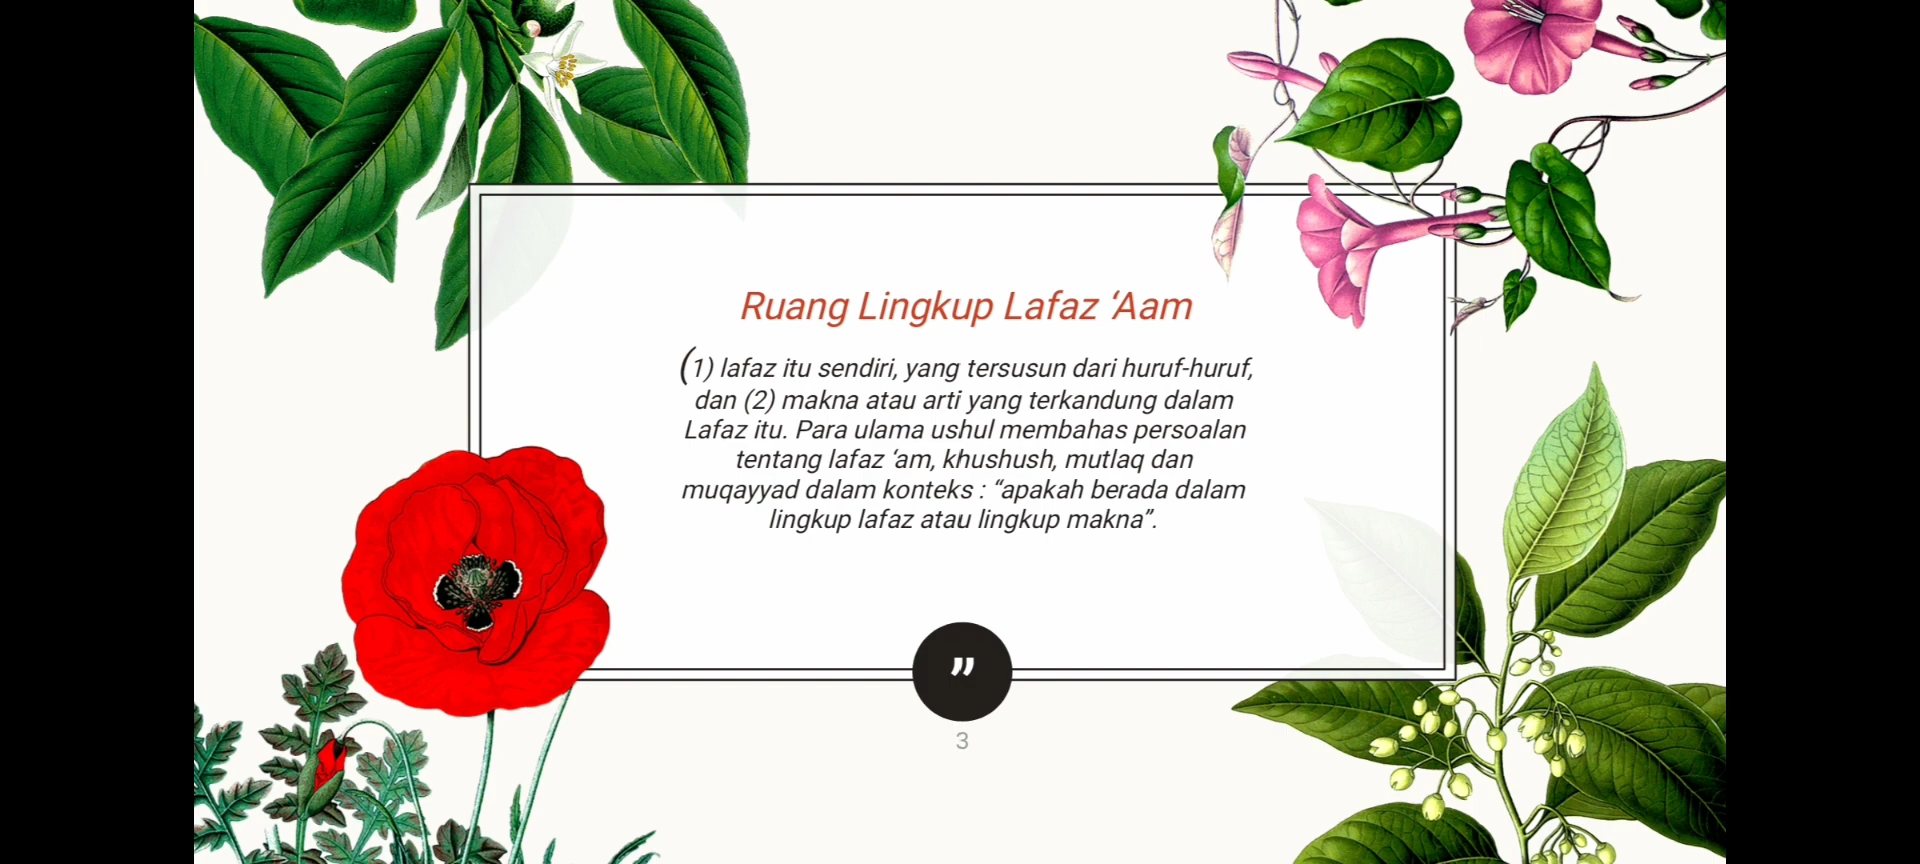 Ruang Lingkup Lafaz ‘Aam
(1) lafaz itu sendiri, yang tersusun dari huruf-huruf,
dan (2) makna atau arti yang terkandung dalam
Lafaz itu. Para ulama ushul membahas persoalan
tentang lafaz ‘am, khushush, mutlaq dan
muqayyad dalam konteks : “apakah berada dalam
lingkup lafaz atau lingkup makna”.
”
3